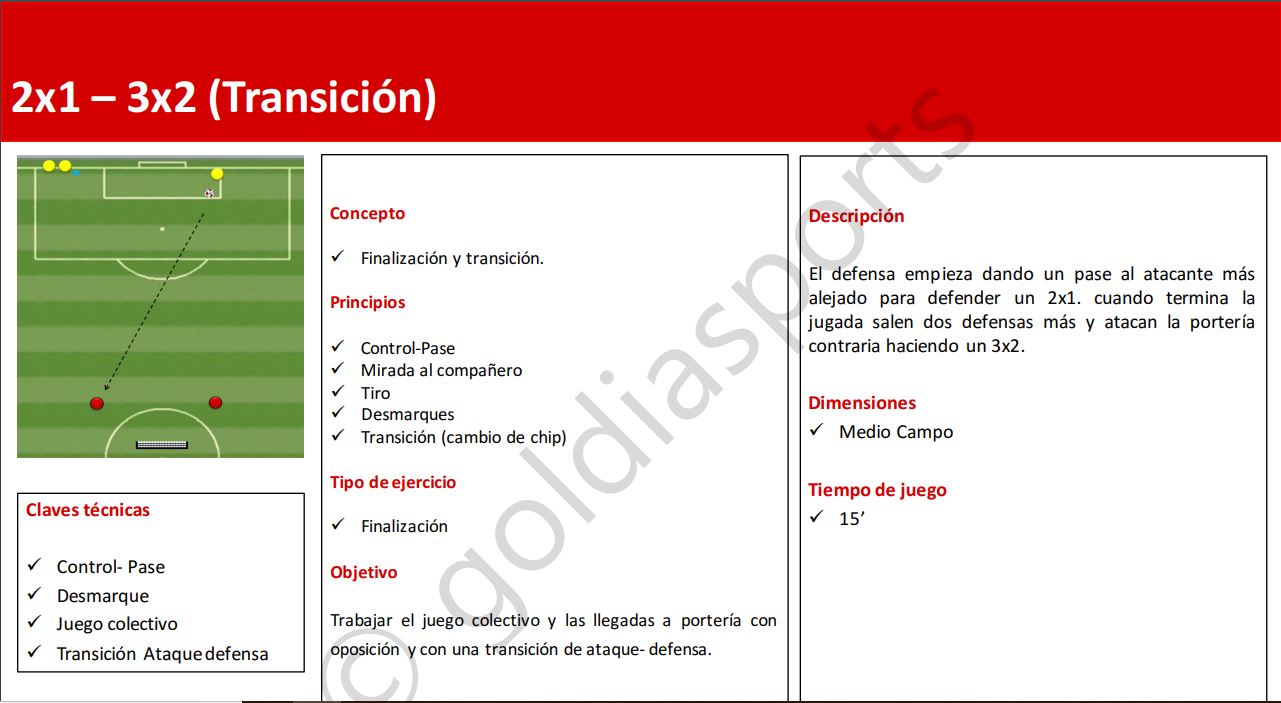 2x1 – 3x2 (Transición)
Claves técnicas
✓ Control- Pase
✓ Desmarque
✓ Juego colectivo
✓ Transición Ataque defensa
Concepto
✓ Finalización y transición.
Principios
✓ Control-Pase
✓ Mirada al compañero
✓ Tiro
✓ Desmarques
✓ Transición (cambio de chip)
Tipo de ejercicio
✓ Finalización
Objetivo
Trabajar el juego colectivo y las llegadas a portería con
oposición y con una transición de ataque- defensa.
Descripción
El defensa empieza dando un pase al atacante más
alejado para defender un 2x1. cuando termina la
jugada salen dos defensas más y atacan la portería
contraria haciendo un 3x2.
Dimensiones
✓ Medio Campo
Tiempo de juego
✓ 15’
© goldiasports